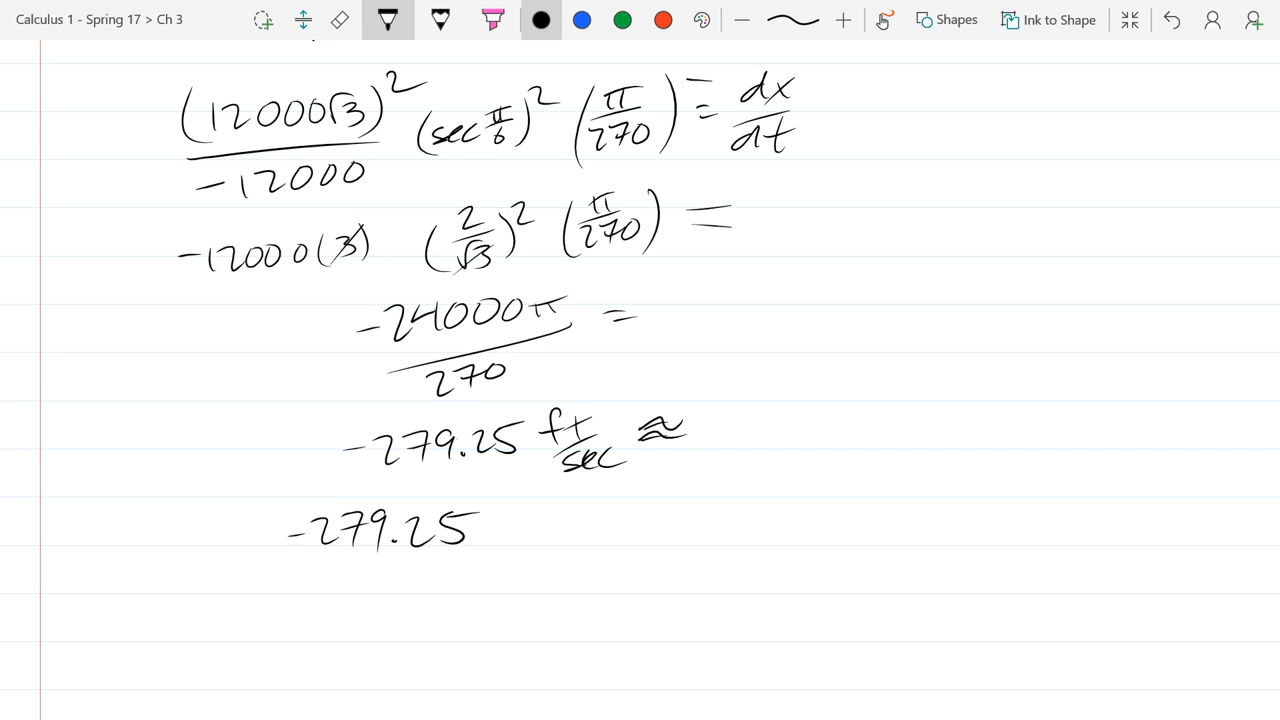 Calculus 1 - Spring 17 > Ch 3 Shapes Ink to Shape
(12000√3)² / -12000 (sec π/6)² (π/270) = dx/dt
-12000(3) (2/√3)² (π/270) =
-24000π / 270 =
-279.25 ft/sec ≈
-279.25